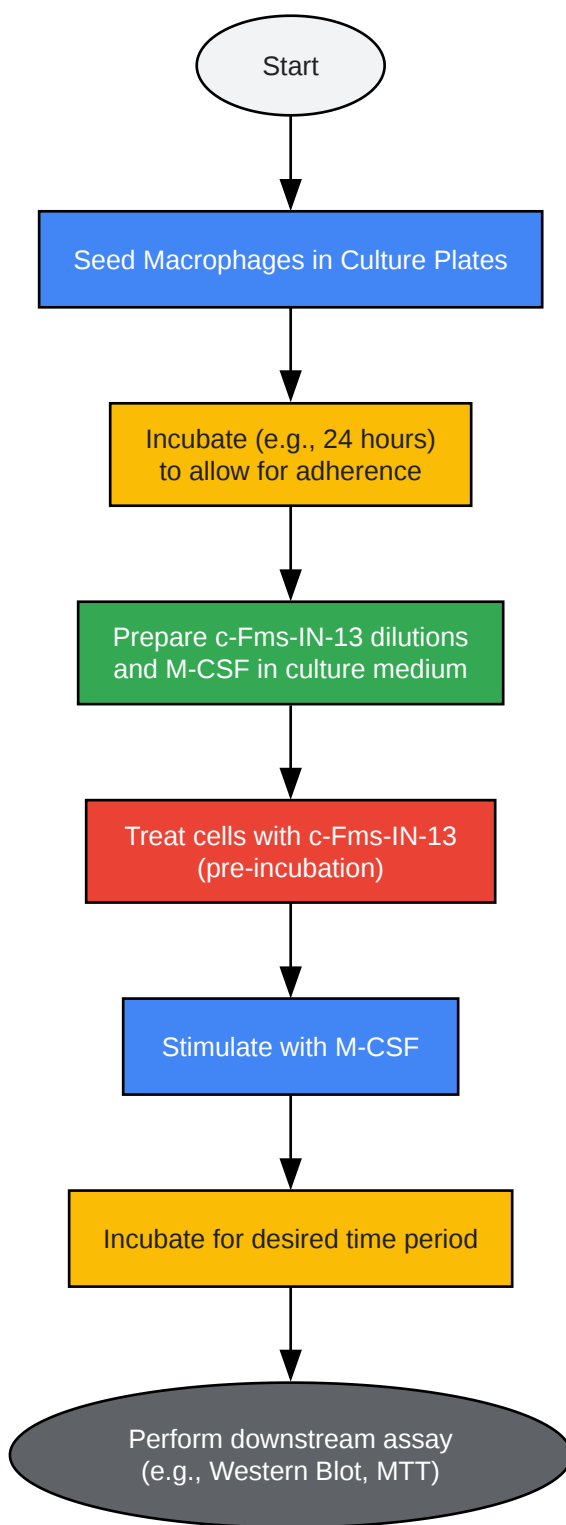 Start
Seed Macrophages in Culture Plates
Incubate (e.g., 24 hours)
to allow for adherence
Prepare c-Fms-IN-13 dilutions
and M-CSF in culture medium
Treat cells with c-Fms-IN-13
(pre-incubation)
Stimulate with M-CSF
Incubate for desired time period
Perform downstream assay
(e.g., Western Blot, MTT)